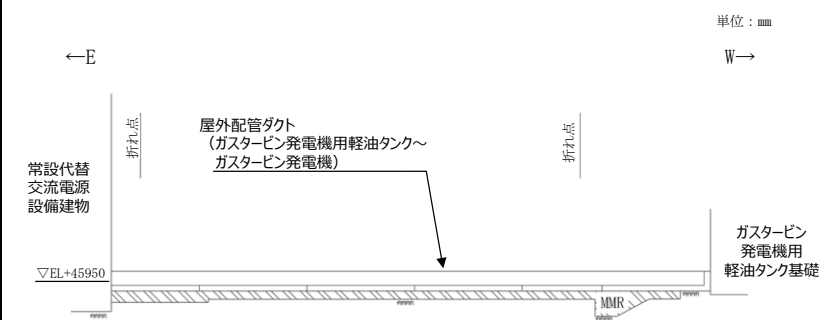 単位：mm
←E
W→
折れ点
屋外配管ダクト
（ガスタービン発電機用軽油タンク～
ガスタービン発電機）
折れ点
常設代替
交流電源
設備建物
ガスタービン
発電機用
軽油タンク基礎
▽EL+45950
MMR